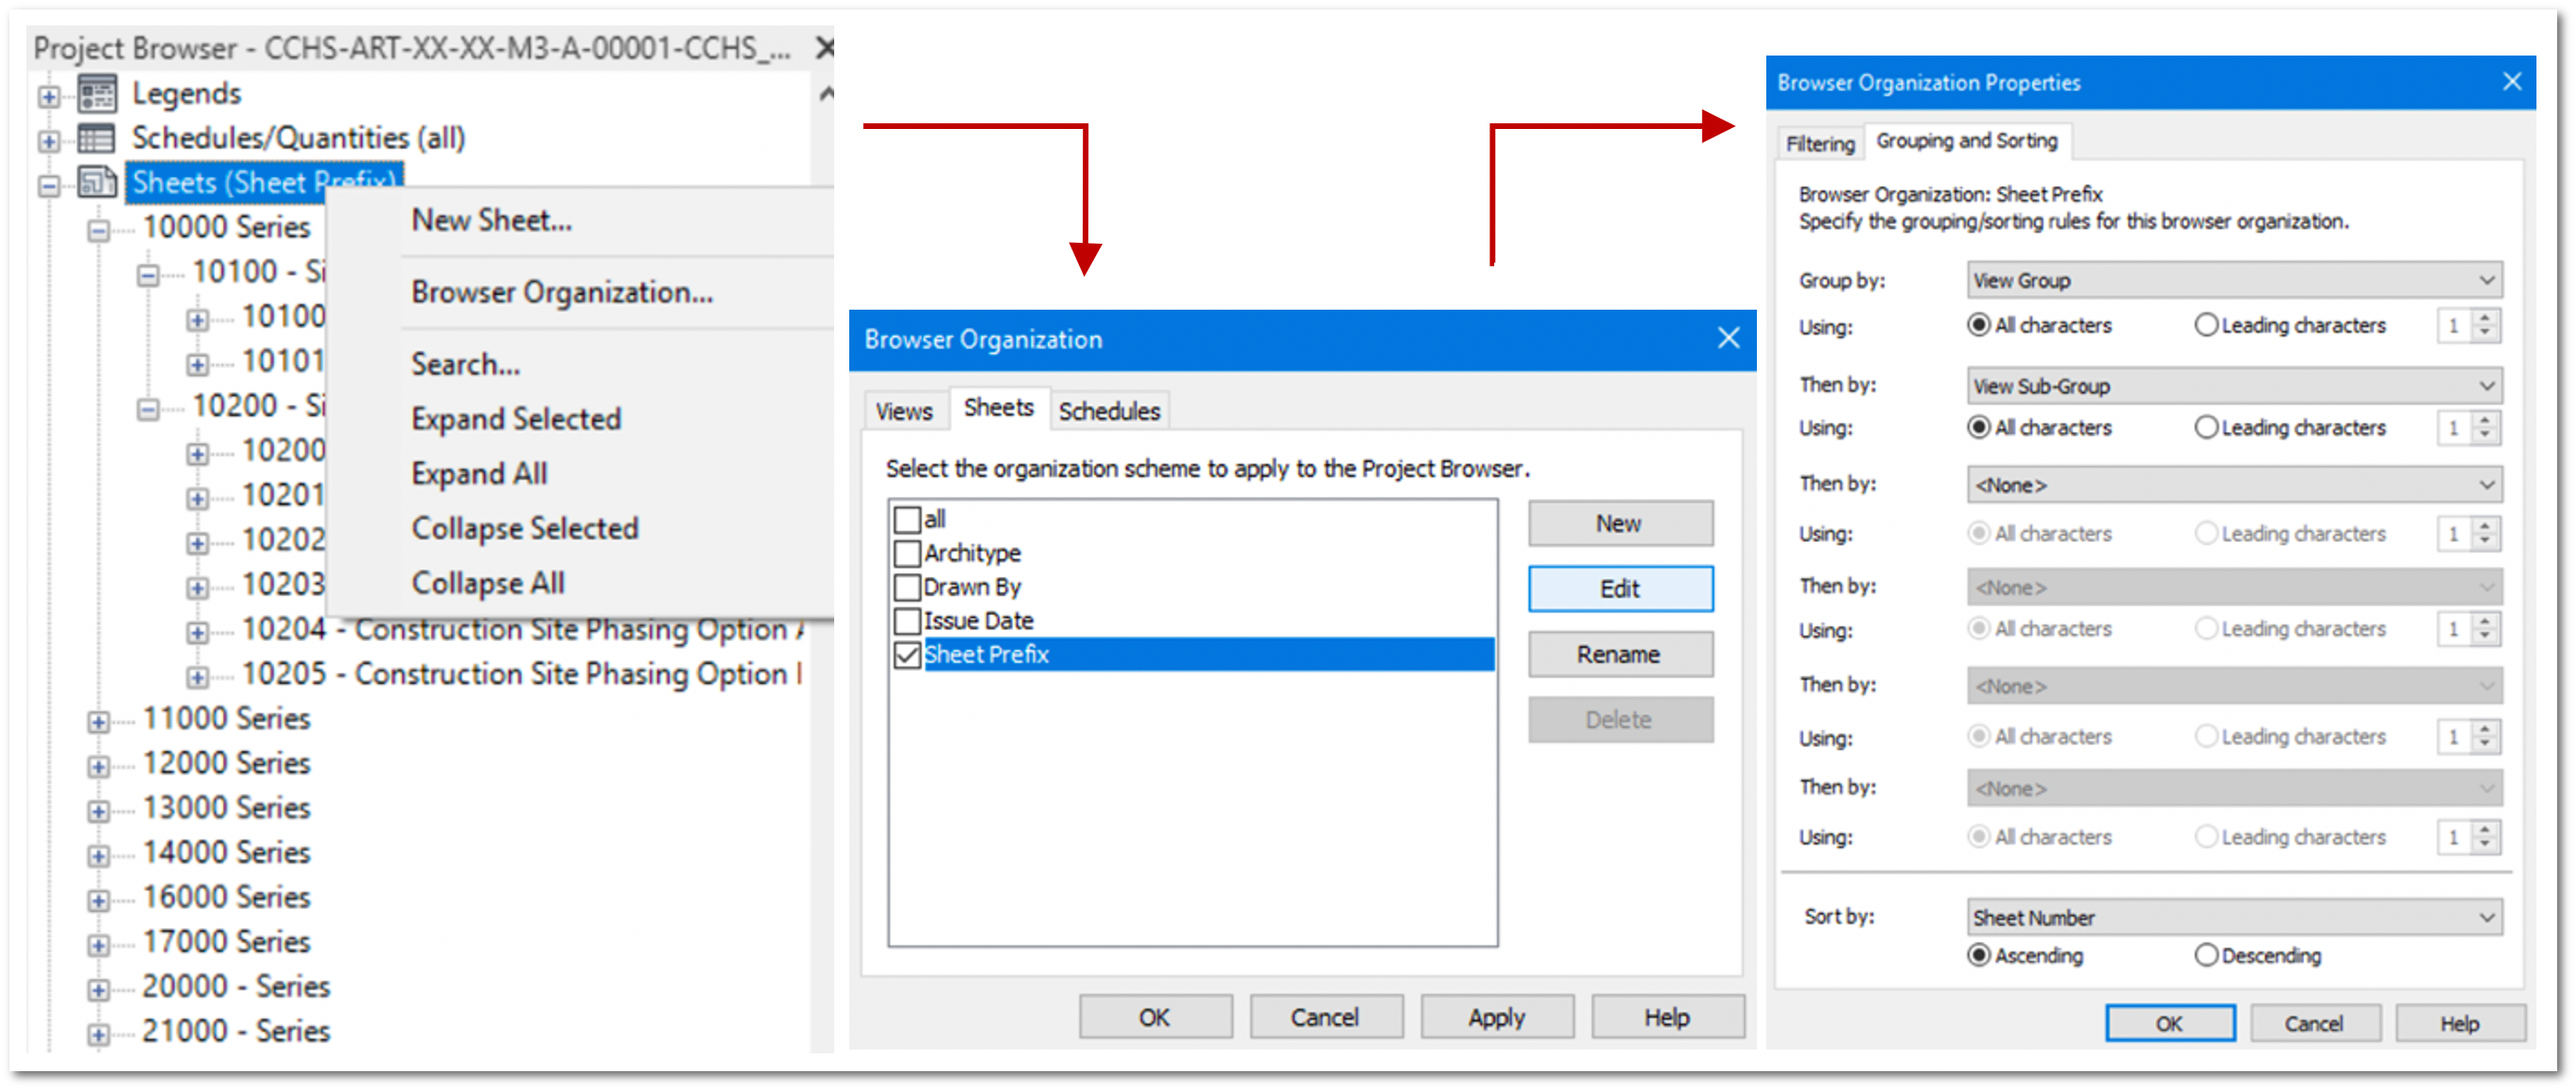 Project Browser - CCHS-ART-XX-XX-M3-A-00001-CCHS_...
Legends
Schedules/Quantities (all)
Sheets (Sheet Prefix)
10000 Series
10100 - Si
10100
10101
10200 - Si
10200
10201
10202
10203
10204 - Construction Site Phasing Option
10205 - Construction Site Phasing Option
11000 Series
12000 Series
13000 Series
14000 Series
16000 Series
17000 Series
20000 - Series
21000 - Series
New Sheet...
Browser Organization...
Search...
Expand Selected
Expand All
Collapse Selected
Collapse All
Browser Organization
Views Sheets Schedules
Select the organization scheme to apply to the Project Browser.
all
Architype
Drawn By
Issue Date
Sheet Prefix
New
Edit
Rename
Delete
OK Cancel Apply Help
Browser Organization Properties
Filtering Grouping and Sorting
Browser Organization: Sheet Prefix
Specify the grouping/sorting rules for this browser organization.
Group by: View Group
Using: All characters Leading characters 1
Then by: View Sub-Group
Using: All characters Leading characters 1
Then by: <None>
Using: All characters Leading characters 1
Then by: <None>
Using: All characters Leading characters 1
Then by: <None>
Using: All characters Leading characters 1
Then by: <None>
Using: All characters Leading characters 1
Sort by: Sheet Number
Ascending Descending
OK Cancel Help